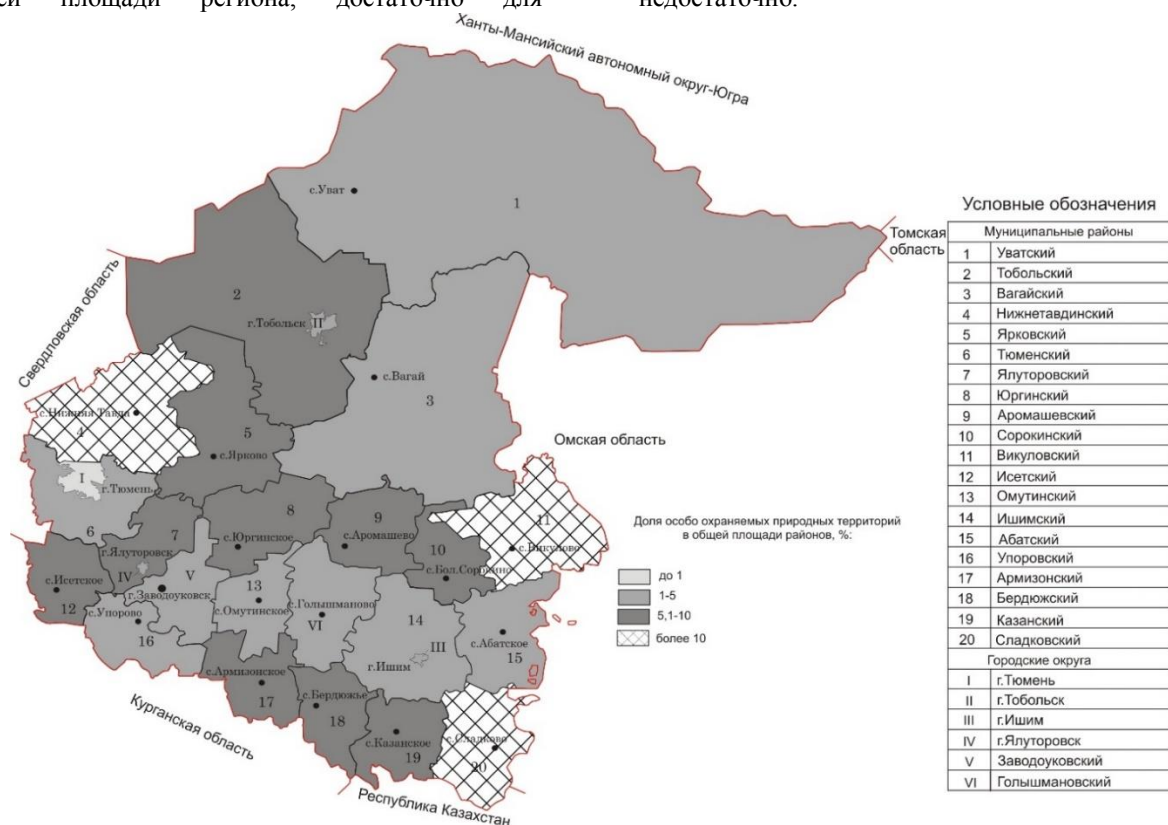 ей площади региона, достаточно для недостаточно.
Ханты-Мансийский автономный округ-Югра
с.Уват
1
Томская
область
Свердловская область
2
г.Тобольск
II
с.Вагай
3
с.Нижняя Тавда
4
5
с.Ярково
Омская область
I
г.Тюмень
6
7
8
9
10
11
с.Юргинское
с.Аромашево
с.Викулово
г.Ялуторовск
IV
V
с.Бол.Сорокино
с.Исетское
12
г.Заводоуковск
13
с.Омутинское
с.Голышманово
VI
14
с.Упорово
16
III
г.Ишим
с.Абатское
15
с.Армизонское
17
с.Бердюжье
18
с.Казанское
19
с.Сладково
20
Курганская область
Республика Казахстан
Доля особо охраняемых природных территорий
в общей площади районов, %:
до 1
1-5
5,1-10
более 10
Условные обозначения
Муниципальные районы
1 Уватский
2 Тобольский
3 Вагайский
4 Нижнетавдинский
5 Ярковский
6 Тюменский
7 Ялуторовский
8 Юргинский
9 Аромашевский
10 Сорокинский
11 Викуловский
12 Исетский
13 Омутинский
14 Ишимский
15 Абатский
16 Упоровский
17 Армизонский
18 Бердюжский
19 Казанский
20 Сладковский
Городские округа
I г.Тюмень
II г.Тобольск
III г.Ишим
IV г.Ялуторовск
V Заводоуковский
VI Голышмановский